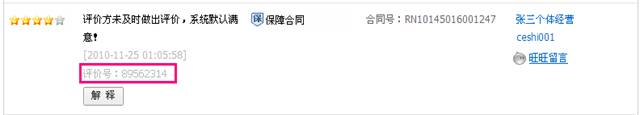 评价方未及时做出评价，系统默认满意！
[2010-11-25 01:05:58]
评价号：89562314
解 释
保障合同
合同号：RN10145016001247
张三个体经营
ceshi001
旺旺留言